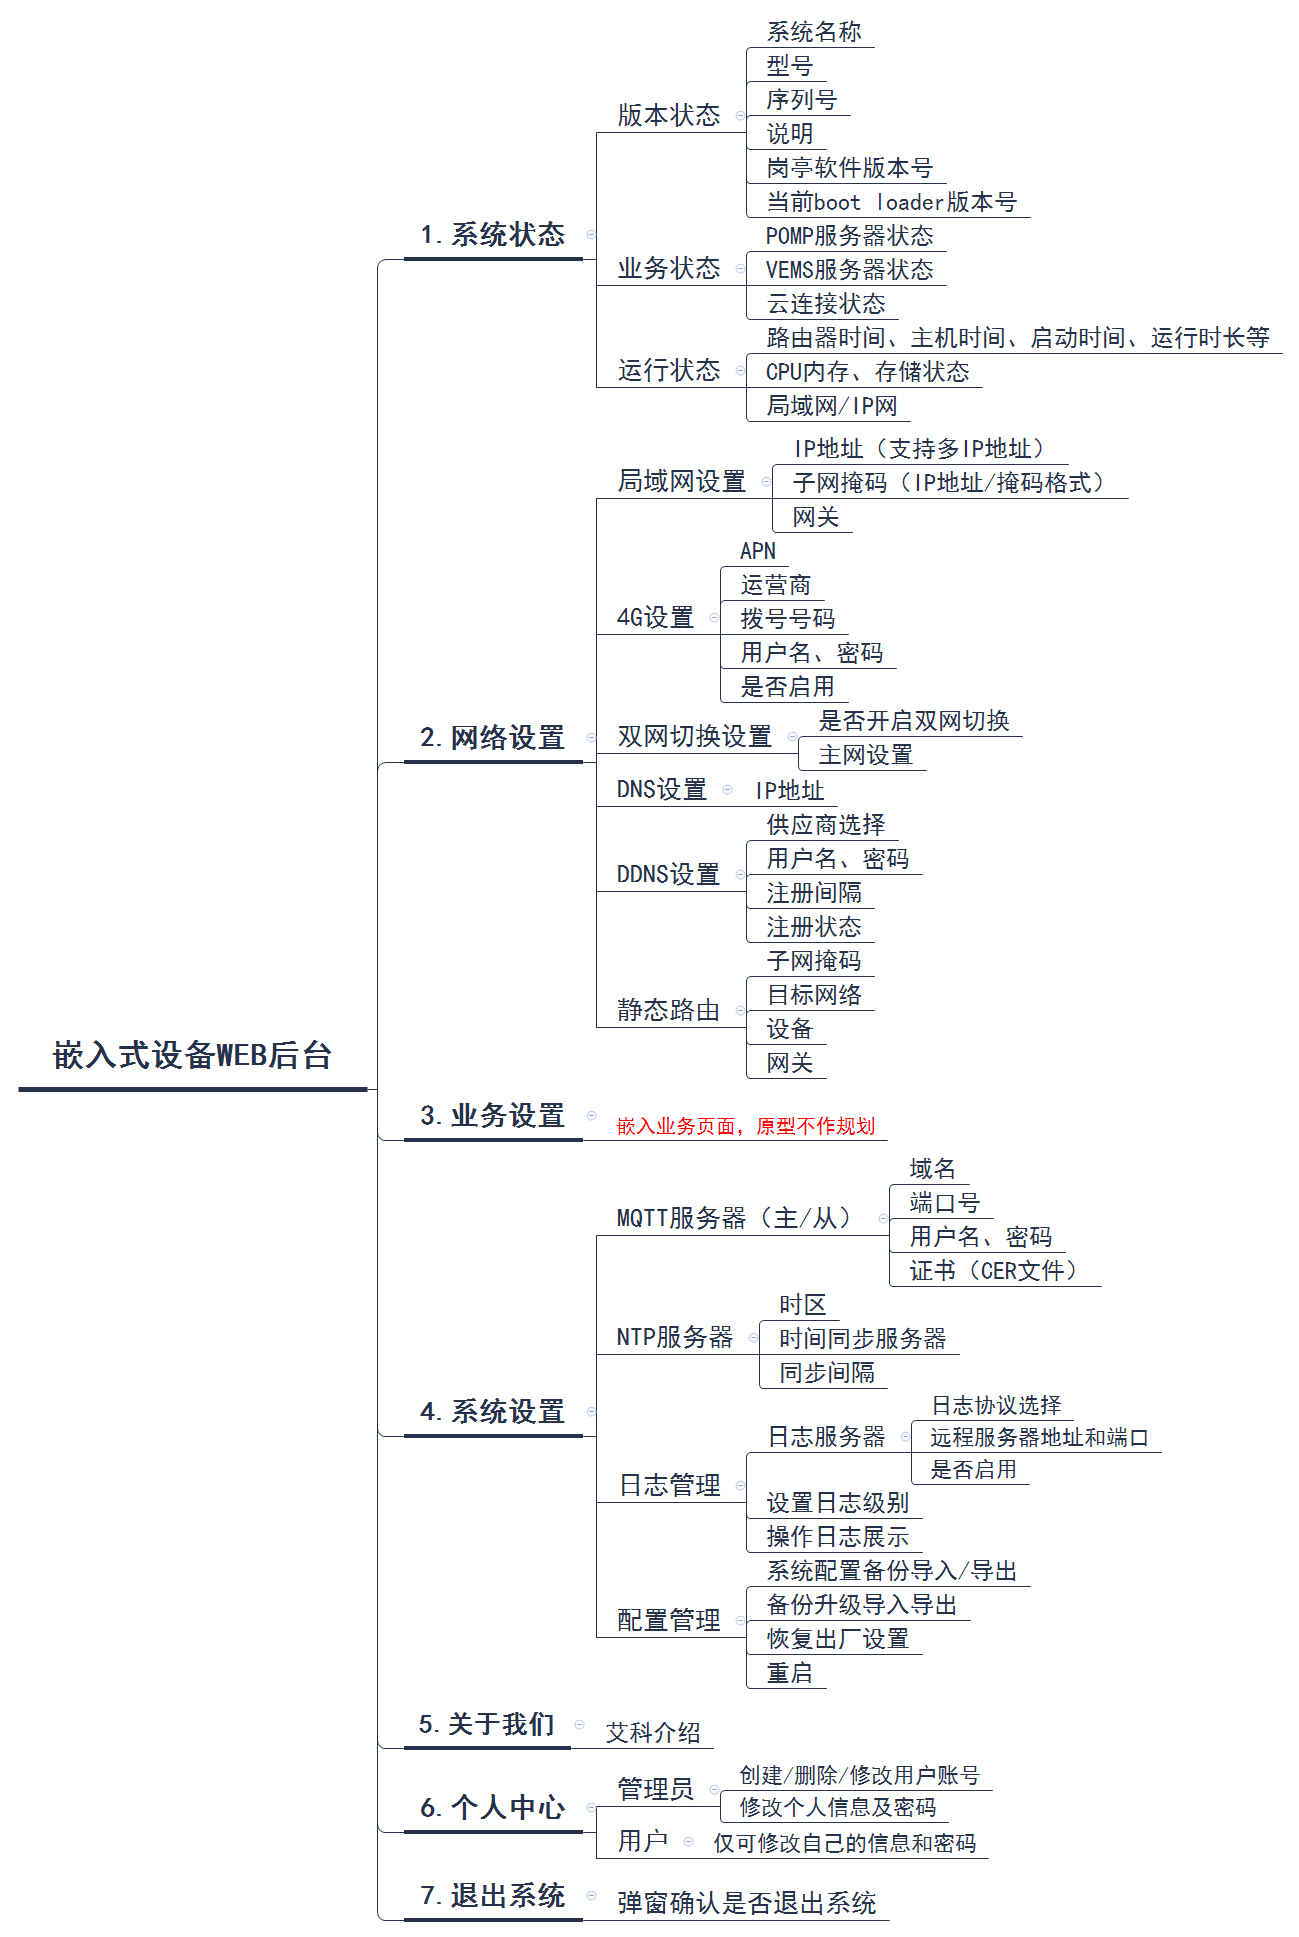 嵌入式设备WEB后台
1. 系统状态
版本状态
系统名称
型号
序列号
说明
岗亭软件版本号
当前boot loader版本号
业务状态
POMP服务器状态
VEMS服务器状态
云连接状态
运行状态
路由器时间、主机时间、启动时间、运行时长等
CPU内存、存储状态
局域网/IP网
2. 网络设置
局域网设置
IP地址（支持多IP地址）
子网掩码（IP地址/掩码格式）
网关
4G设置
APN
运营商
拨号号码
用户名、密码
是否启用
双网切换设置
是否开启双网切换
主网设置
DNS设置
IP地址
DDNS设置
供应商选择
用户名、密码
注册间隔
注册状态
静态路由
子网掩码
目标网络
设备
网关
3. 业务设置
嵌入业务页面，原型不作规划
4. 系统设置
MQTT服务器（主/从）
域名
端口号
用户名、密码
证书（CER文件）
NTP服务器
时区
时间同步服务器
同步间隔
日志管理
日志服务器
日志协议选择
远程服务器地址和端口
是否启用
设置日志级别
操作日志展示
配置管理
系统配置备份导入/导出
备份升级导入导出
恢复出厂设置
重启
5. 关于我们
艾科介绍
6. 个人中心
管理员
创建/删除/修改用户账号
修改个人信息及密码
用户
仅可修改自己的信息和密码
7. 退出系统
弹窗确认是否退出系统